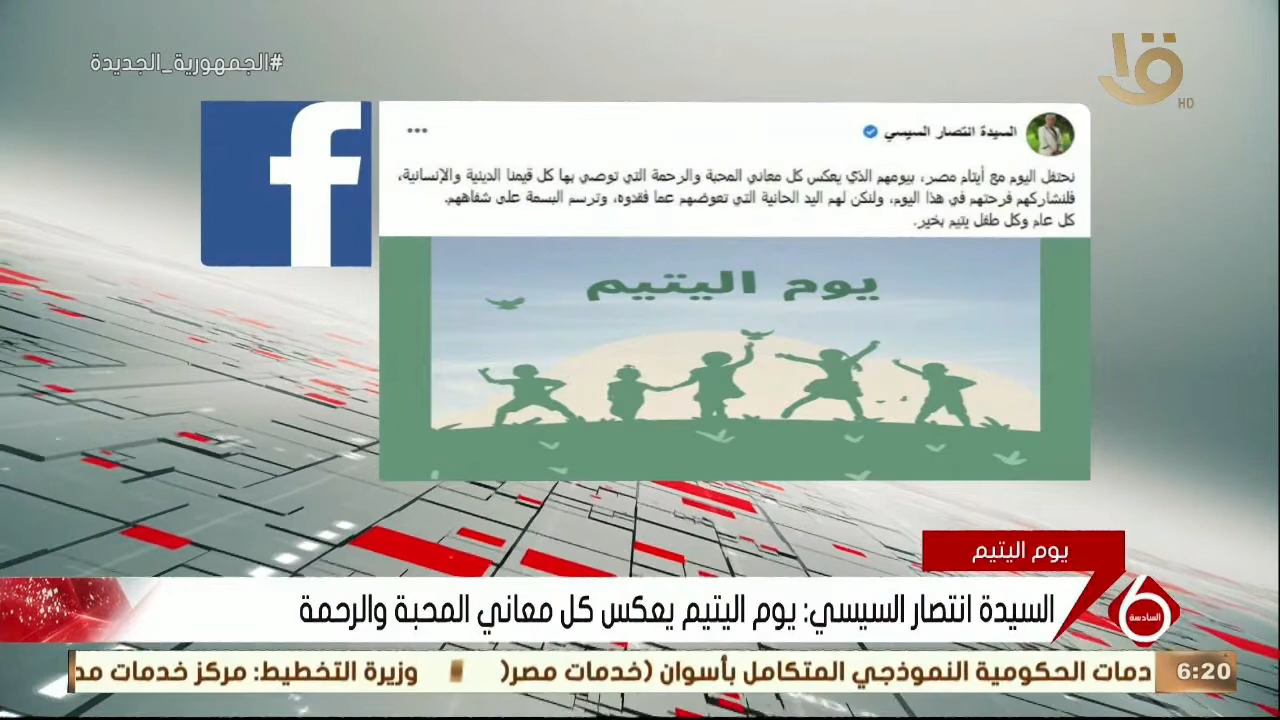 #الجمهورية_الجديدة
HD
السيدة انتصار السيسي
نحتفل اليوم مع أيتام مصر، بيومهم الذي يعكس كل معاني المحبة والرحمة التي توصي بها كل قيمنا الدينية والإنسانية،
فلنشاركهم فرحتهم في هذا اليوم، ولنكن لهم اليد الحانية التي تعوضهم عما فقدوه، وترسم البسمة على شفاههم.
كل عام وكل طفل يتيم بخير.
يوم اليتيم
يوم اليتيم
السيدة انتصار السيسي: يوم اليتيم يعكس كل معاني المحبة والرحمة
6 السادسة
6:20 دمات الحكومية النموذجي المتكامل بأسوان (خدمات مصر( وزيرة التخطيط: مركز خدمات مص